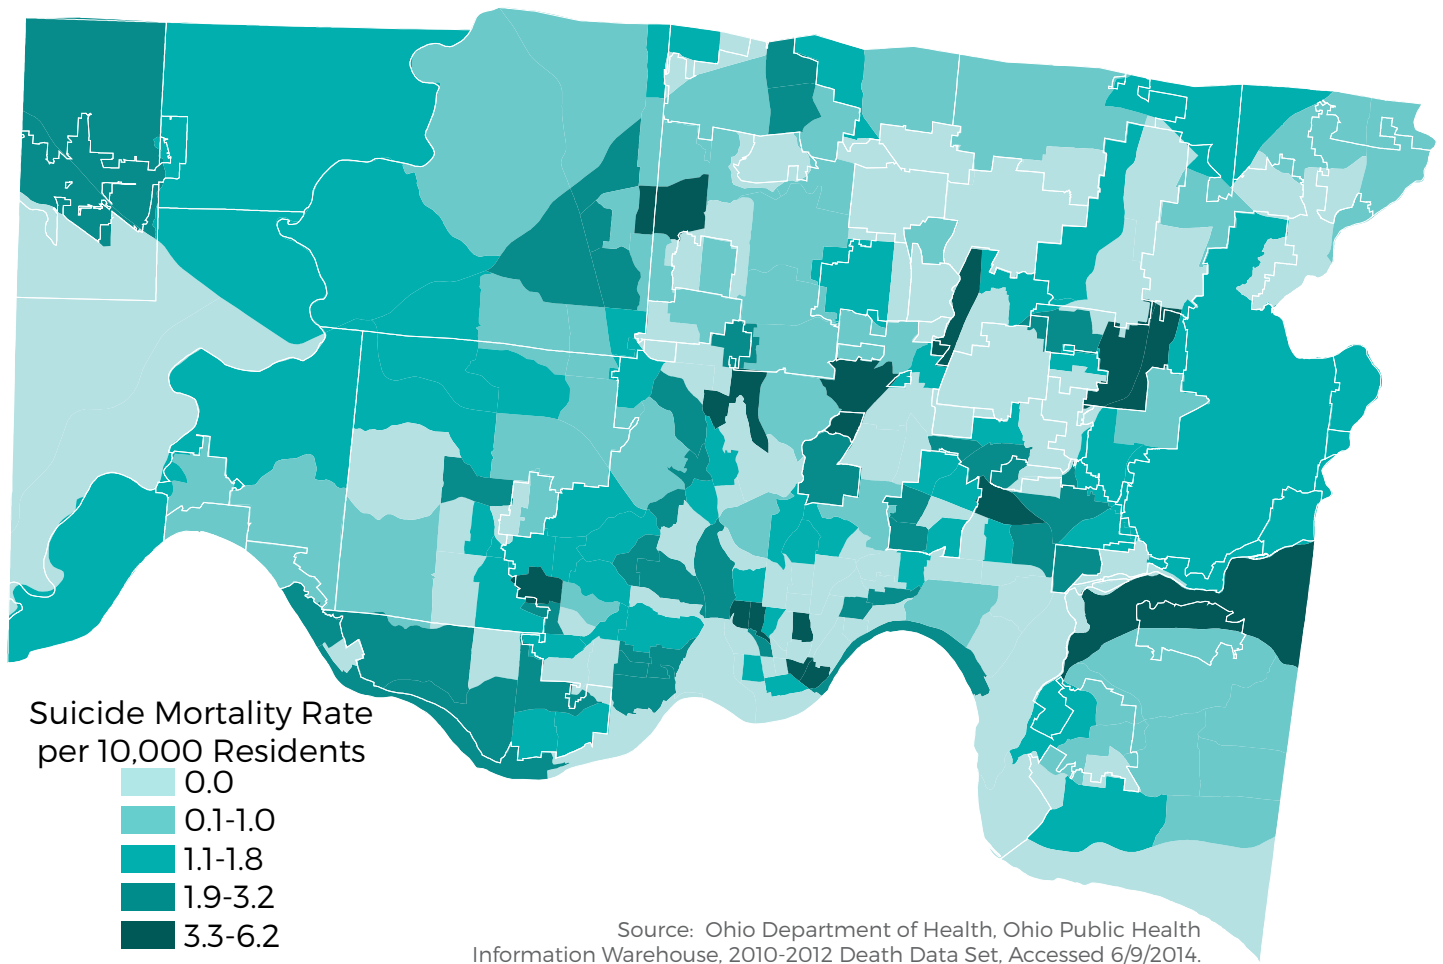 Suicide Mortality Rate
per 10,000 Residents
0.0
0.1-1.0
1.1-1.8
1.9-3.2
3.3-6.2
Source: Ohio Department of Health, Ohio Public Health
Information Warehouse, 2010-2012 Death Data Set, Accessed 6/9/2014.